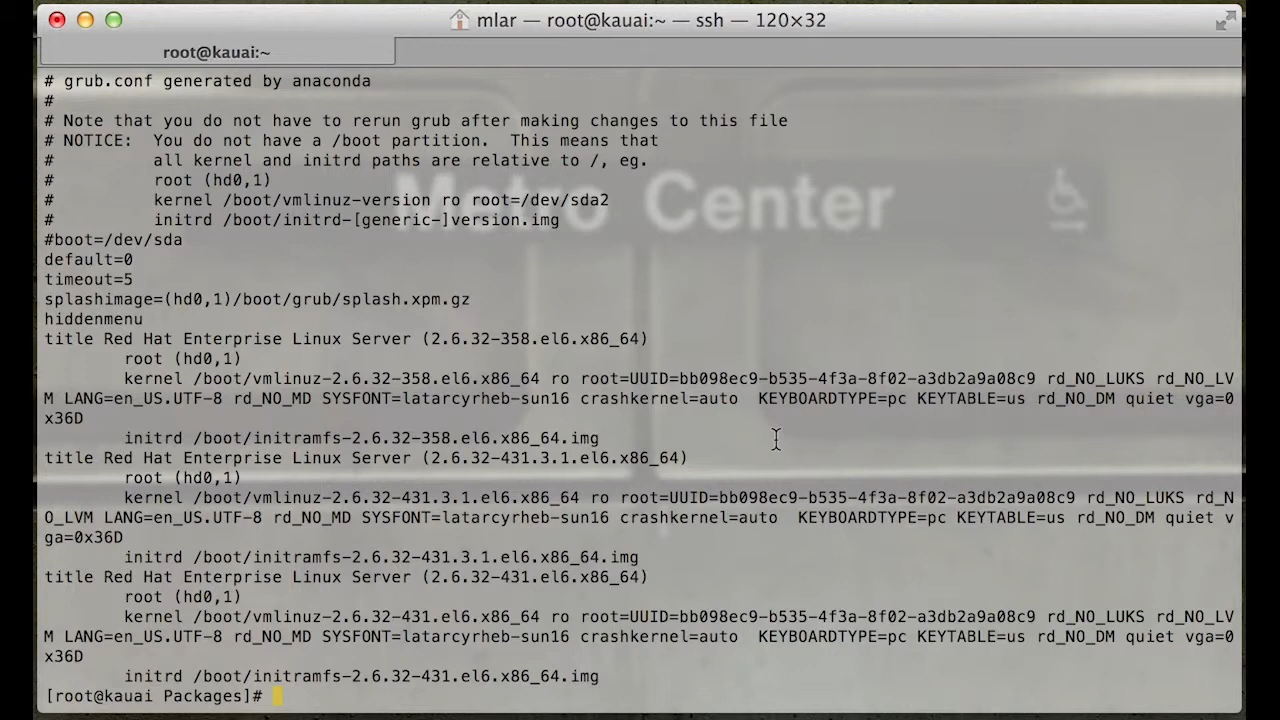 mlar — root@kauai:~ — ssh — 120×32
root@kauai:~
# grub.conf generated by anaconda
#
# Note that you do not have to rerun grub after making changes to this file
# NOTICE:  You do not have a /boot partition.  This means that
#          all kernel and initrd paths are relative to /, eg.
#          root (hd0,1)
#          kernel /boot/vmlinuz-version ro root=/dev/sda2
#          initrd /boot/initrd-[generic-]version.img
#boot=/dev/sda
default=0
timeout=5
splashimage=(hd0,1)/boot/grub/splash.xpm.gz
hiddenmenu
title Red Hat Enterprise Linux Server (2.6.32-358.el6.x86_64)
        root (hd0,1)
        kernel /boot/vmlinuz-2.6.32-358.el6.x86_64 ro root=UUID=bb098ec9-b535-4f3a-8f02-a3db2a9a08c9 rd_NO_LUKS rd_NO_LV
M LANG=en_US.UTF-8 rd_NO_MD SYSFONT=latarcyrheb-sun16 crashkernel=auto  KEYBOARDTYPE=pc KEYTABLE=us rd_NO_DM quiet vga=0
x36D
        initrd /boot/initramfs-2.6.32-358.el6.x86_64.img
title Red Hat Enterprise Linux Server (2.6.32-431.3.1.el6.x86_64)
        root (hd0,1)
        kernel /boot/vmlinuz-2.6.32-431.3.1.el6.x86_64 ro root=UUID=bb098ec9-b535-4f3a-8f02-a3db2a9a08c9 rd_NO_LUKS rd_N
O_LVM LANG=en_US.UTF-8 rd_NO_MD SYSFONT=latarcyrheb-sun16 crashkernel=auto  KEYBOARDTYPE=pc KEYTABLE=us rd_NO_DM quiet v
ga=0x36D
        initrd /boot/initramfs-2.6.32-431.3.1.el6.x86_64.img
title Red Hat Enterprise Linux Server (2.6.32-431.el6.x86_64)
        root (hd0,1)
        kernel /boot/vmlinuz-2.6.32-431.el6.x86_64 ro root=UUID=bb098ec9-b535-4f3a-8f02-a3db2a9a08c9 rd_NO_LUKS rd_NO_LV
M LANG=en_US.UTF-8 rd_NO_MD SYSFONT=latarcyrheb-sun16 crashkernel=auto  KEYBOARDTYPE=pc KEYTABLE=us rd_NO_DM quiet vga=0
x36D
        initrd /boot/initramfs-2.6.32-431.el6.x86_64.img
[root@kauai Packages]#
Metro Center